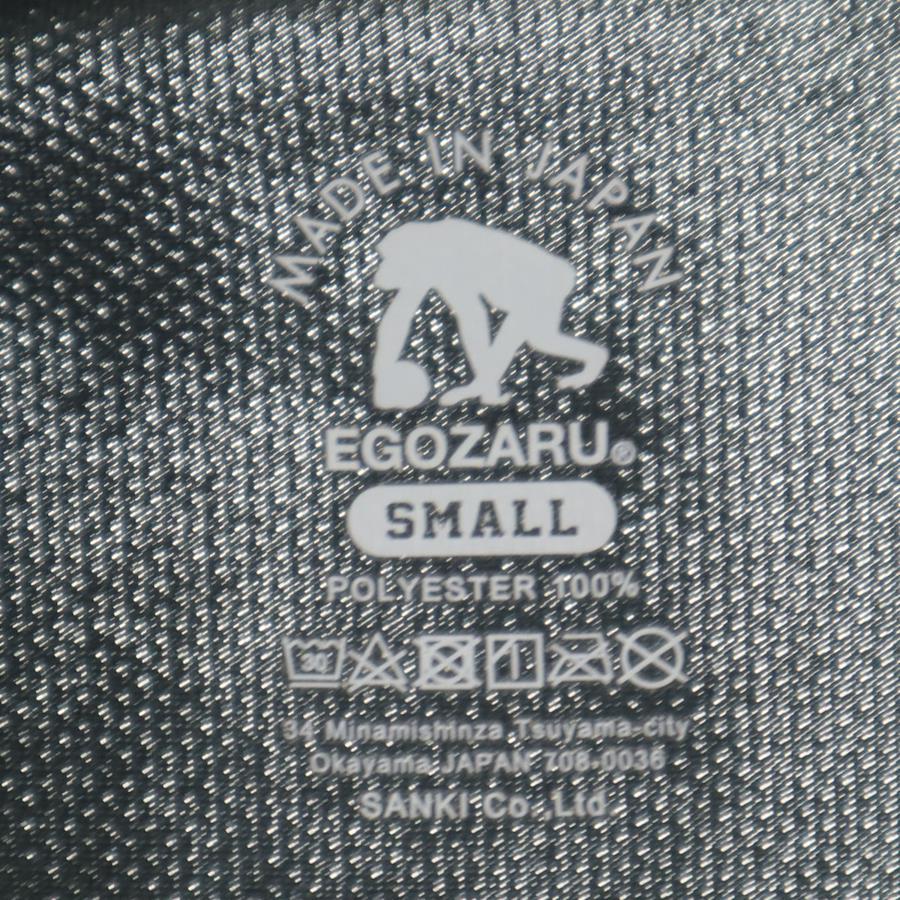 MADE IN JAPAN
EGOZARU®
SMALL
POLYESTER 100%
30
34 Minamishinza Tsuyama-city
Okayama JAPAN 708-0036
SANKI Co.,Ltd.